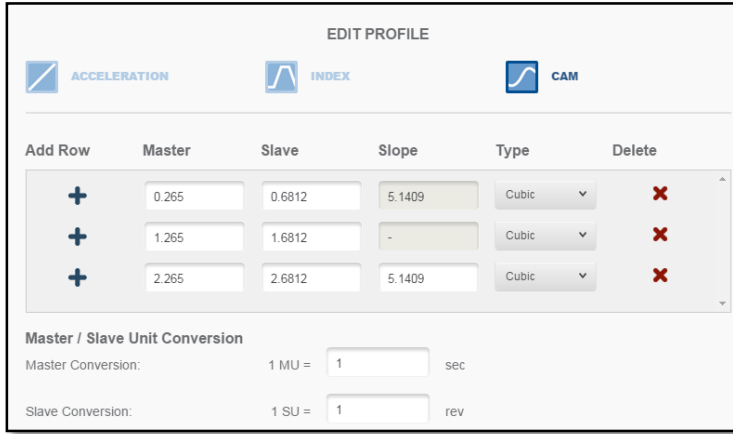 EDIT PROFILE
ACCELERATION INDEX CAM
Add Row Master Slave Slope Type Delete
0.265 0.6812 5.1409 Cubic
1.265 1.6812 - Cubic
2.265 2.6812 5.1409 Cubic
Master / Slave Unit Conversion
Master Conversion: 1 MU = 1 sec
Slave Conversion: 1 SU = 1 rev